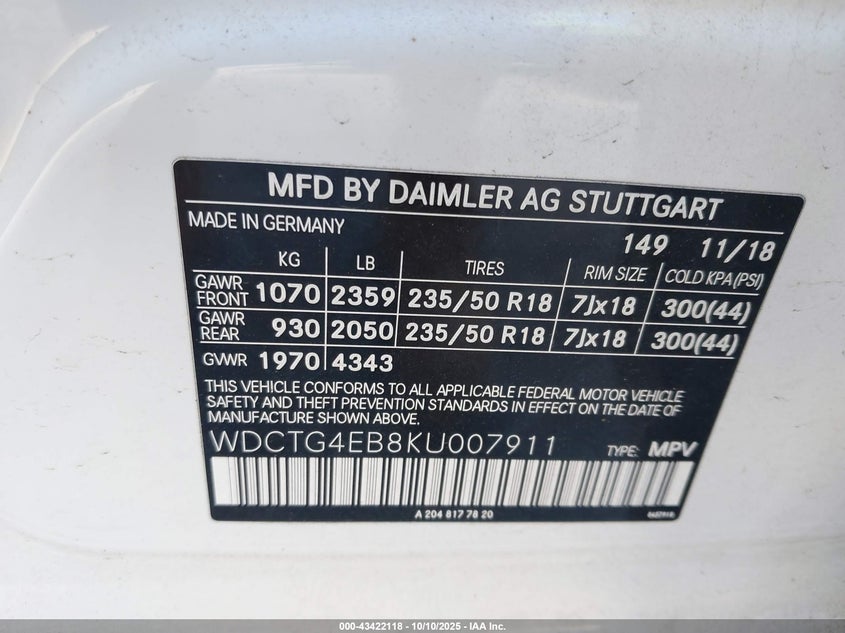 MFD BY DAIMLER AG STUTTGART
MADE IN GERMANY
149 11/18
KG LB TIRES RIM SIZE COLD KPA(PSI)
GAWR FRONT 1070 2359 235/50 R18 7Jx18 300(44)
GAWR REAR 930 2050 235/50 R18 7Jx18 300(44)
GVWR 1970 4343
THIS VEHICLE CONFORMS TO ALL APPLICABLE FEDERAL MOTOR VEHICLE
SAFETY AND THEFT PREVENTION STANDARDS IN EFFECT ON THE DATE OF
MANUFACTURE SHOWN ABOVE.
WDCTG4EB8KU007911 TYPE: MPV
A 204 817 78 20
000-43422118 - 10/10/2025 - IAA Inc.